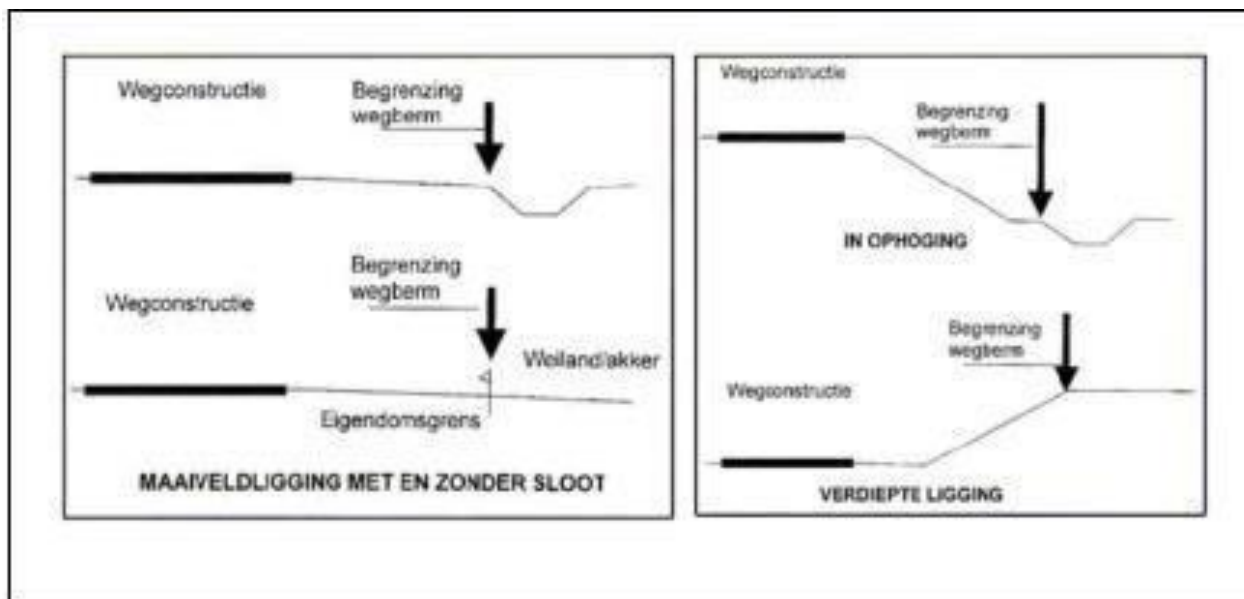 Wegconstructie
Begrenzing
wegberm
Wegconstructie
Begrenzing
wegberm
Weiland/akker
Eigendomsgrens
MAAIVELDLIGGING MET EN ZONDER SLOOT
Wegconstructie
Begrenzing
wegberm
IN OPHOGING
Begrenzing
wegberm
Wegconstructie
VERDIEPTE LIGGING